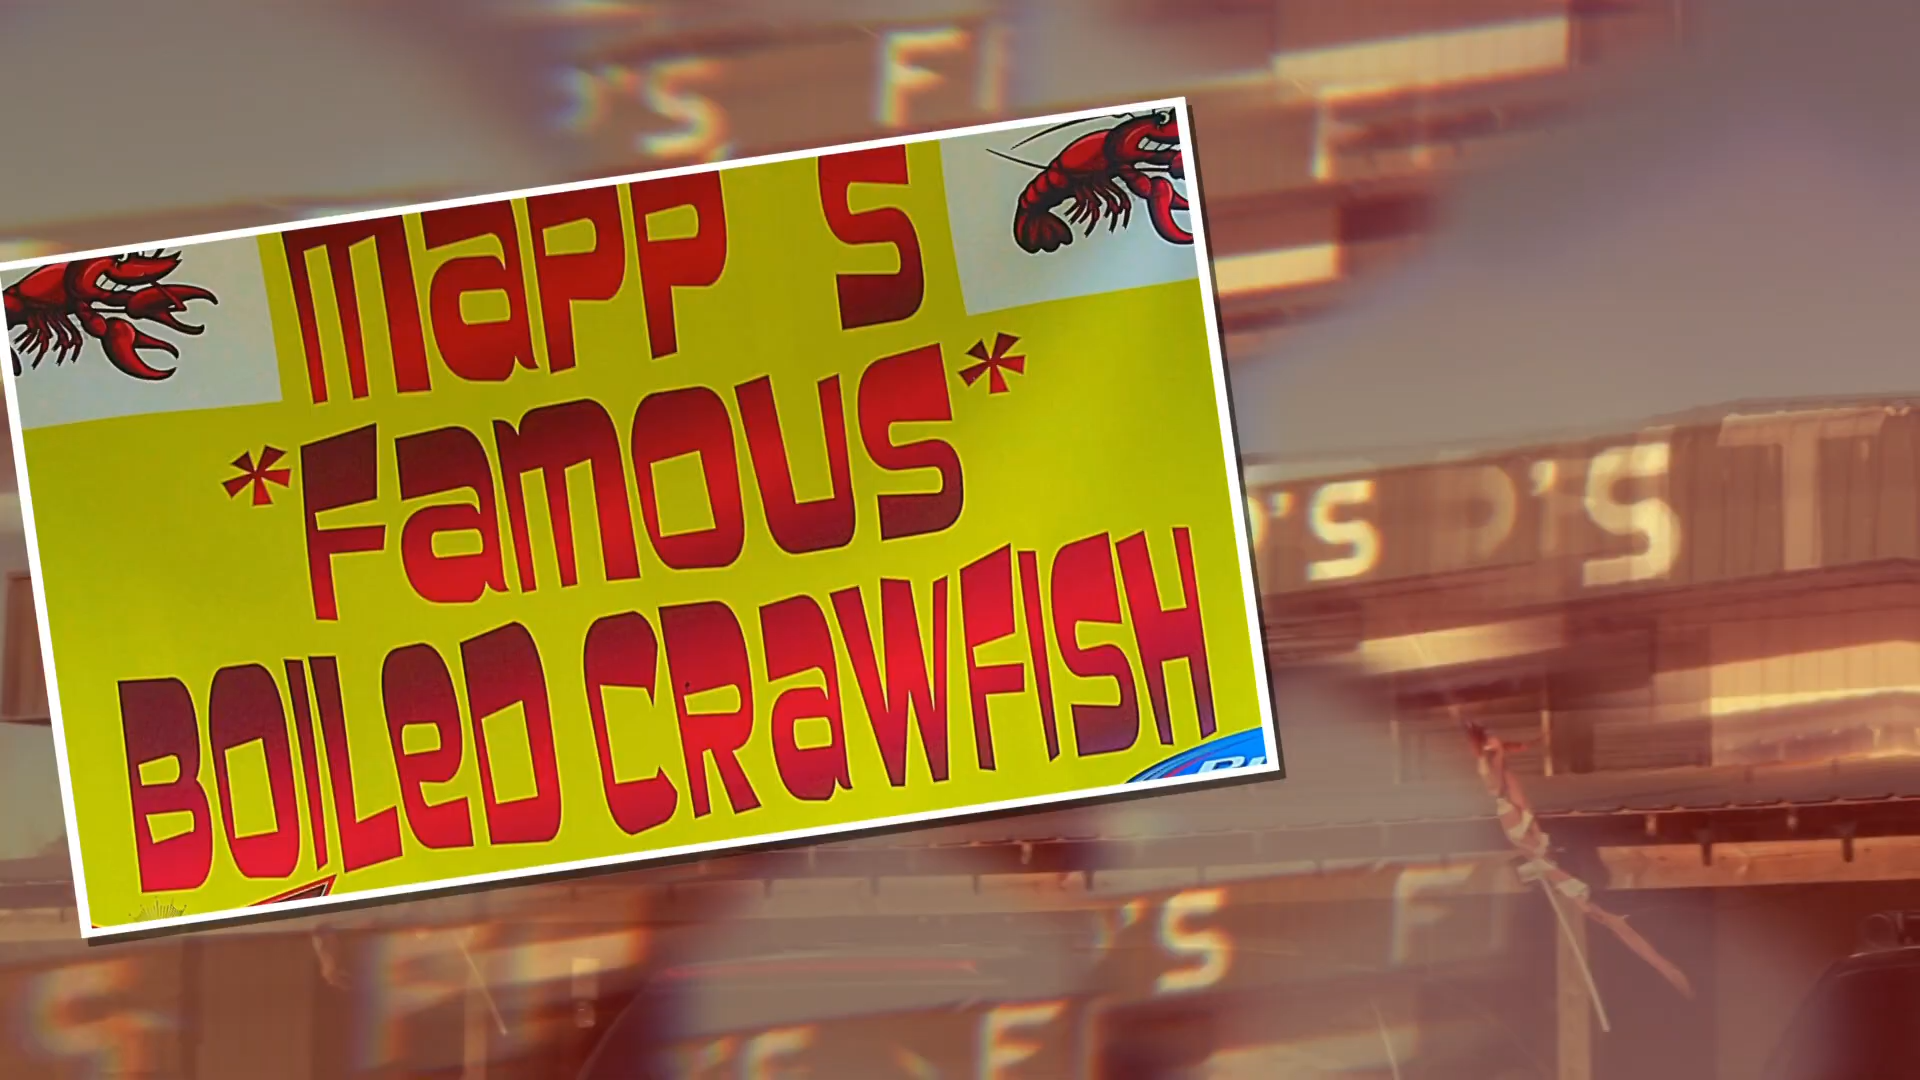 Mapp S
*Famous*
BOILeD CRaWFISH
'S F
'S
'S T
'S F